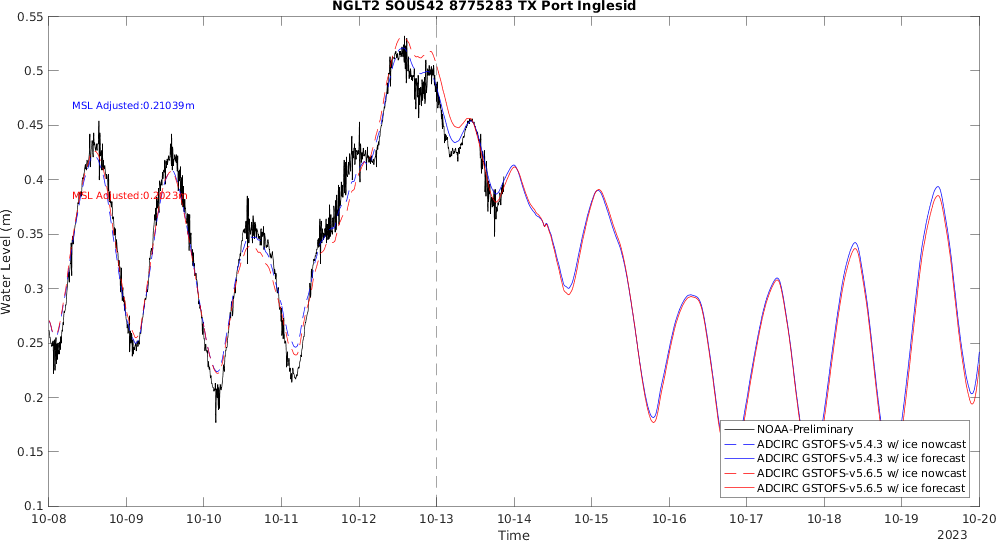 NGLT2 SOUS42 8775283 TX Port Inglesid
0.55
0.5
0.45
0.4
0.35
0.3
0.25
0.2
0.15
0.1
Water Level (m)
MSL Adjusted:0.21039m
MSL Adjusted:0.2023m
NOAA-Preliminary
ADCIRC GSTOFS-v5.4.3 w/ ice nowcast
ADCIRC GSTOFS-v5.4.3 w/ ice forecast
ADCIRC GSTOFS-v5.6.5 w/ ice nowcast
ADCIRC GSTOFS-v5.6.5 w/ ice forecast
10-08 10-09 10-10 10-11 10-12 10-13 10-14 10-15 10-16 10-17 10-18 10-19 10-20
Time
2023